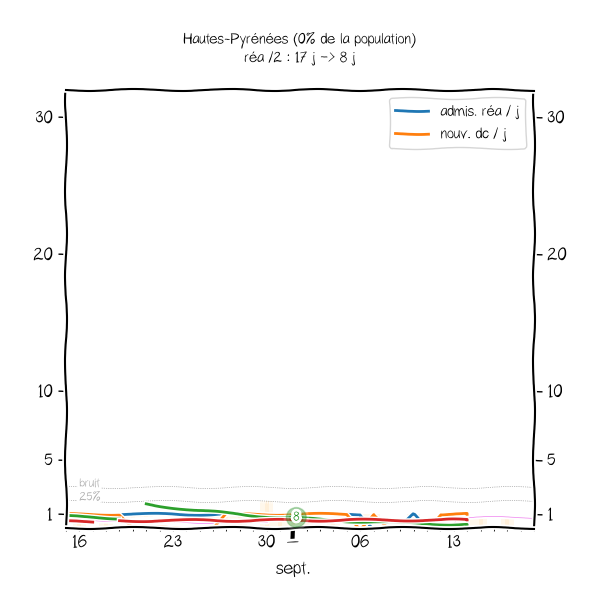 Hautes-Pyrénées (0% de la population)
réa /2 : 17 j -> 8 j
admis. réa / j
nouv. dc / j
30
30
20
20
10
10
5
5
bruit
25%
1
1
8
16
23
30
06
13
sept.